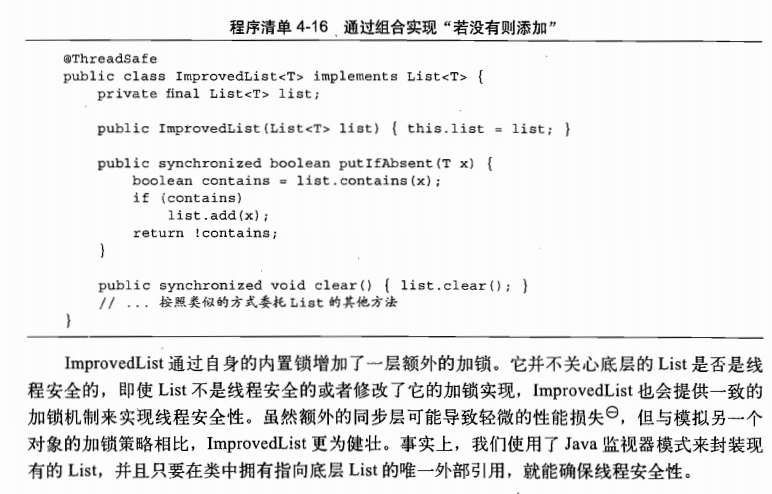 程序清单 4-16 通过组合实现“若没有则添加”
@ThreadSafe
public class ImprovedList<T> implements List<T> {
    private final List<T> list;
    public ImprovedList(List<T> list) { this.list = list; }
    public synchronized boolean putIfAbsent(T x) {
        boolean contains = list.contains(x);
        if (contains)
            list.add(x);
        return !contains;
    }
    public synchronized void clear() { list.clear(); }
    // ... 按照类似的方式委托List的其他方法
}
ImprovedList 通过自身的内置锁增加了一层额外的加锁。它并不关心底层的 List 是否是线
程安全的，即使 List 不是线程安全的或者修改了它的加锁实现，ImprovedList 也会提供一致的
加锁机制来实现线程安全性。虽然额外的同步层可能导致轻微的性能损失㊀，但与模拟另一个
对象的加锁策略相比，ImprovedList 更为健壮。事实上，我们使用了 Java 监视器模式来封装现
有的 List，并且只要在类中拥有指向底层 List 的唯一外部引用，就能确保线程安全性。